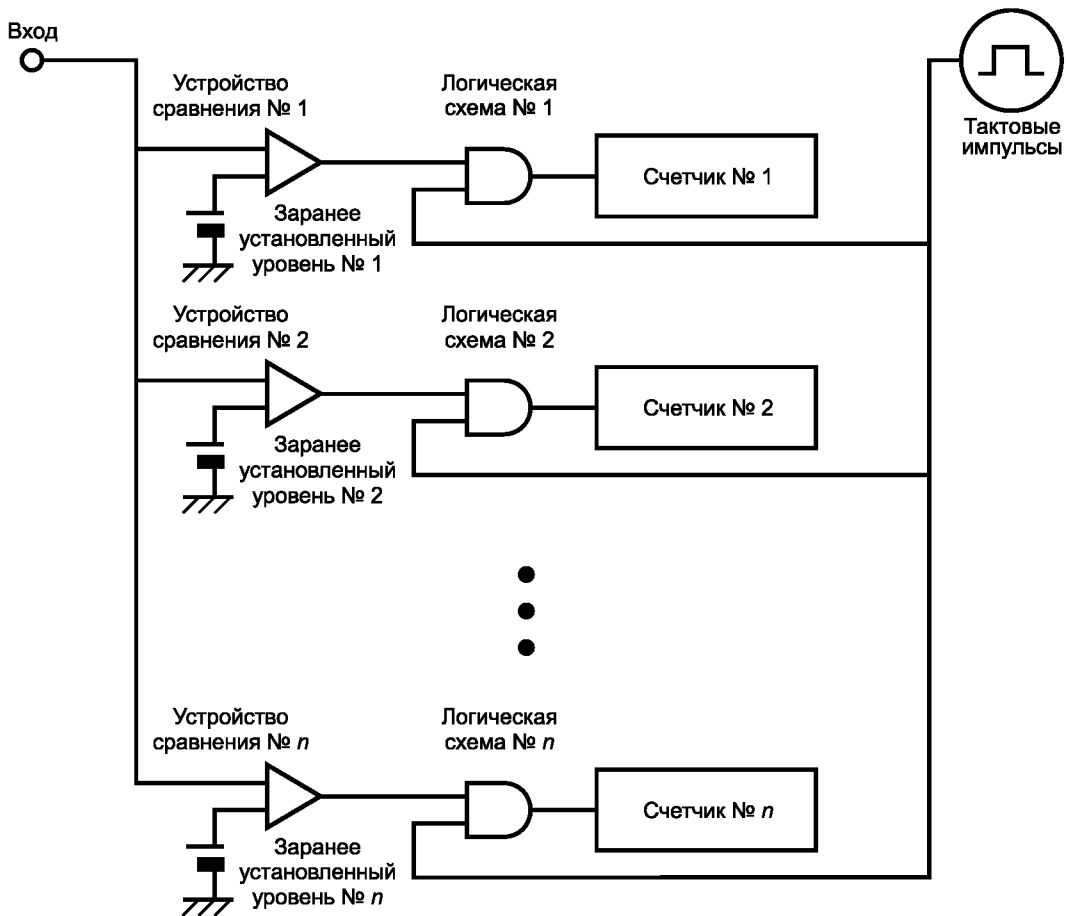 Вход
Тактовые
импульсы
Устройство
сравнения № 1
Логическая
схема № 1
Счетчик № 1
Заранее
установленный
уровень № 1
Устройство
сравнения № 2
Логическая
схема № 2
Счетчик № 2
Заранее
установленный
уровень № 2
Устройство
сравнения № n
Логическая
схема № n
Счетчик № n
Заранее
установленный
уровень № n